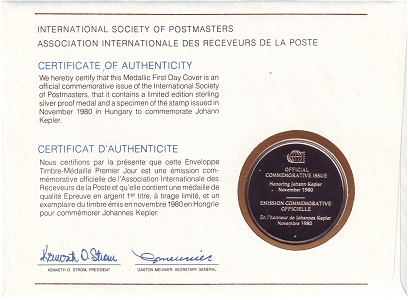 INTERNATIONAL SOCIETY OF POSTMASTERS
ASSOCIATION INTERNATIONALE DES RECEVEURS DE LA POSTE
CERTIFICATE OF AUTHENTICITY
We hereby certify that this Medallic First Day Cover is an
official commemorative issue of the International Society
of Postmasters, that it contains a limited edition sterling
silver proof medal and a specimen of the stamp issued in
November 1980 in Hungary to commemorate Johann
Kepler.
CERTIFICAT D'AUTHENTICITE
Nous certifions par la présente que cette Enveloppe
Timbre-Médaille Premier Jour est une émission com-
mémorative officielle de l'Association Internationale des
Receveurs de la Poste et qu'elle contient une médaille de
qualité Epreuve en argent 1er titre, à tirage limité, et un
exemplaire du timbre émis en novembre 1980 en Hongrie
pour commémorer Johannes Kepler.
OFFICIAL
COMMEMORATIVE ISSUE
Honoring Johann Kepler
November 1980
EMISSION COMMEMORATIVE
OFFICIELLE
En l'honneur de Johannes Kepler
Novembre 1980
Kenneth O. Strom
G Meunier
KENNETH O. STROM, PRESIDENT
GASTON MEUNIER, SECRETARY GENERAL